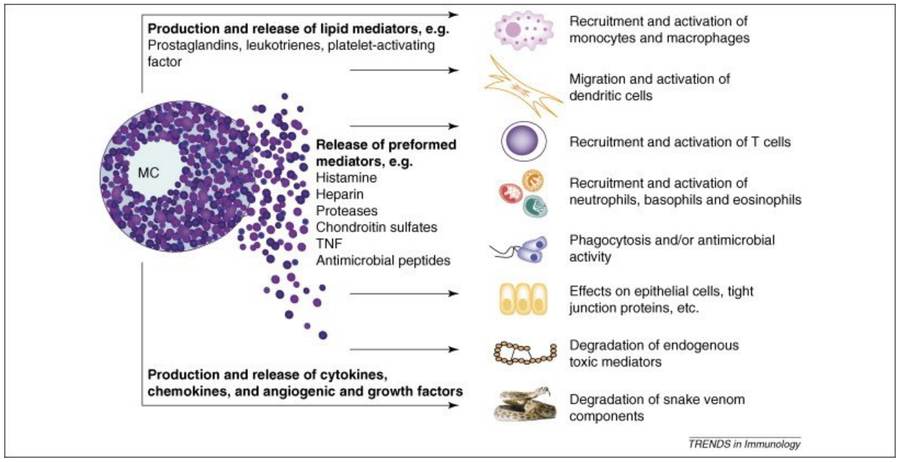 Production and release of lipid mediators, e.g.
Prostaglandins, leukotrienes, platelet-activating
factor
MC
Release of preformed
mediators, e.g.
Histamine
Heparin
Proteases
Chondroitin sulfates
TNF
Antimicrobial peptides
Production and release of cytokines,
chemokines, and angiogenic and growth factors
Recruitment and activation of
monocytes and macrophages
Migration and activation of
dendritic cells
Recruitment and activation of T cells
Recruitment and activation of
neutrophils, basophils and eosinophils
Phagocytosis and/or antimicrobial
activity
Effects on epithelial cells, tight
junction proteins, etc.
Degradation of endogenous
toxic mediators
Degradation of snake venom
components
TRENDS in Immunology